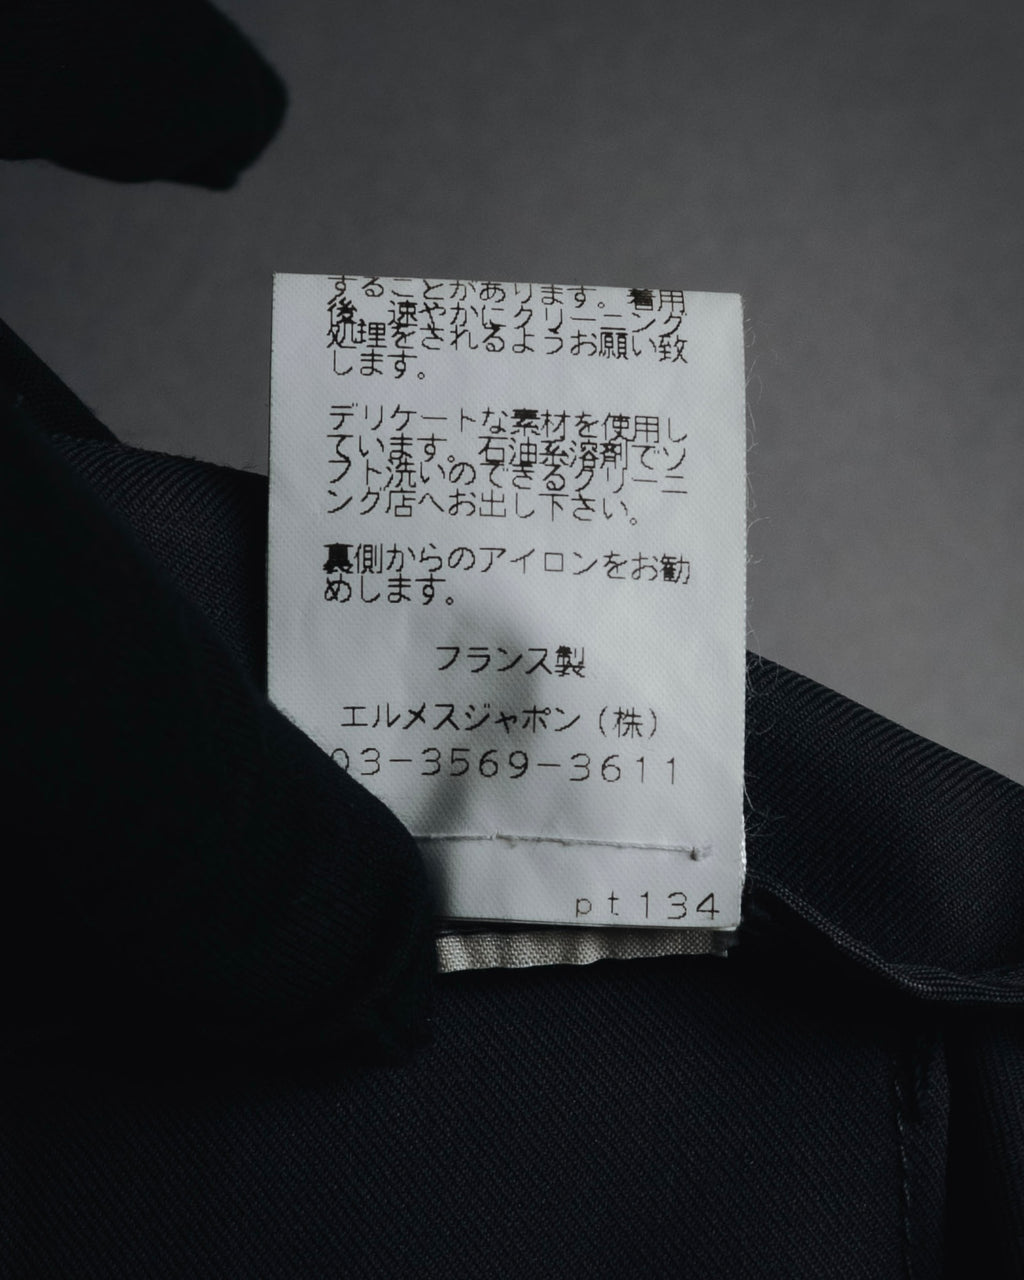 することがあります。着用
後、速やかにクリーニング
処理をされるようお願い致
します。
デリケートな素材を使用し
ています。石油系溶剤でソ
フト洗いのできるクリーニ
ング店へお出し下さい。
裏側からのアイロンをお勧
めします。
フランス製
エルメスジャポン（株）
03-3569-3611
pt134